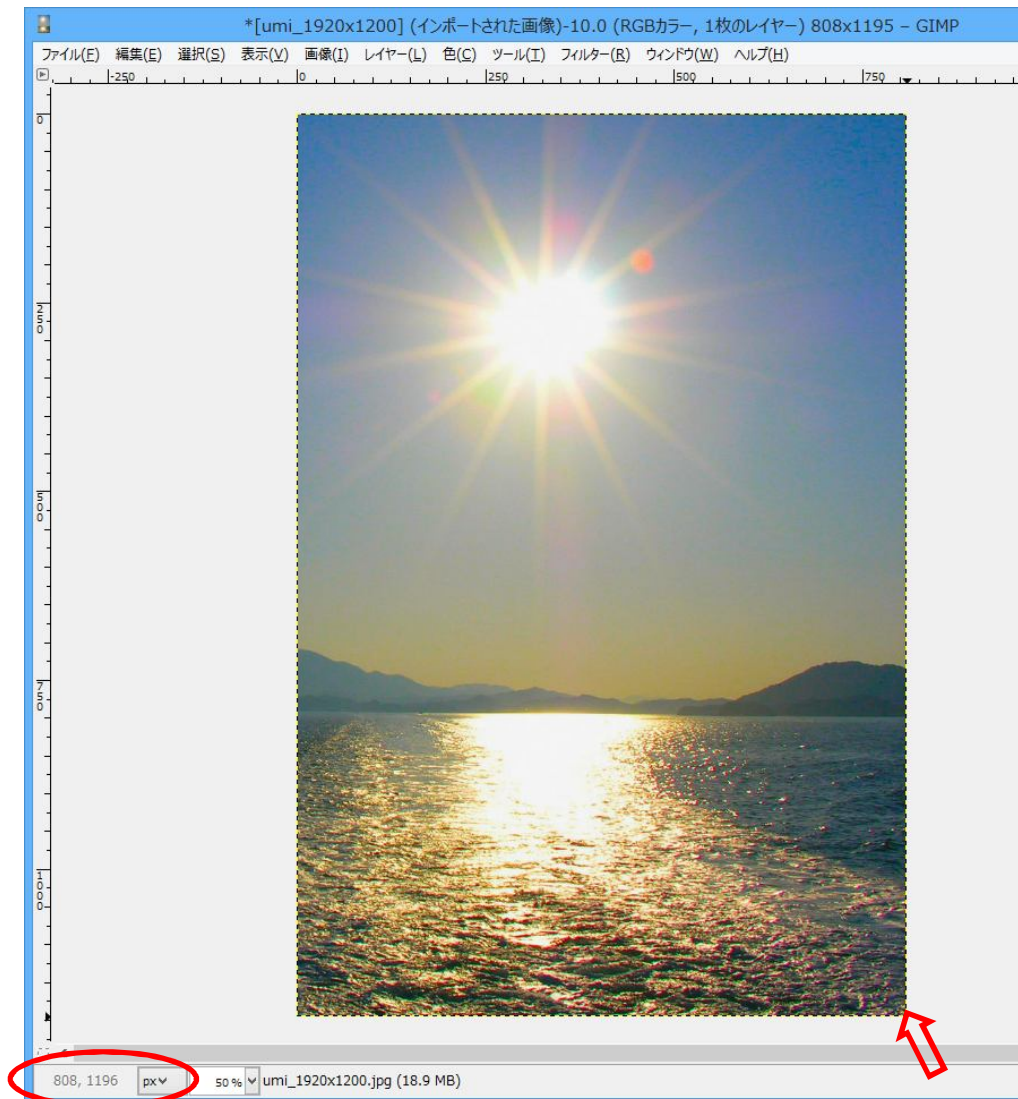 *[umi_1920x1200] (インポートされた画像)-10.0 (RGBカラー, 1枚のレイヤー) 808x1195 – GIMP
ファイル(F) 編集(E) 選択(S) 表示(V) 画像(I) レイヤー(L) 色(C) ツール(T) フィルター(R) ウィンドウ(W) ヘルプ(H)
-250 0 250 500 750
0
250
500
750
1000
808, 1196 px 50 % umi_1920x1200.jpg (18.9 MB)